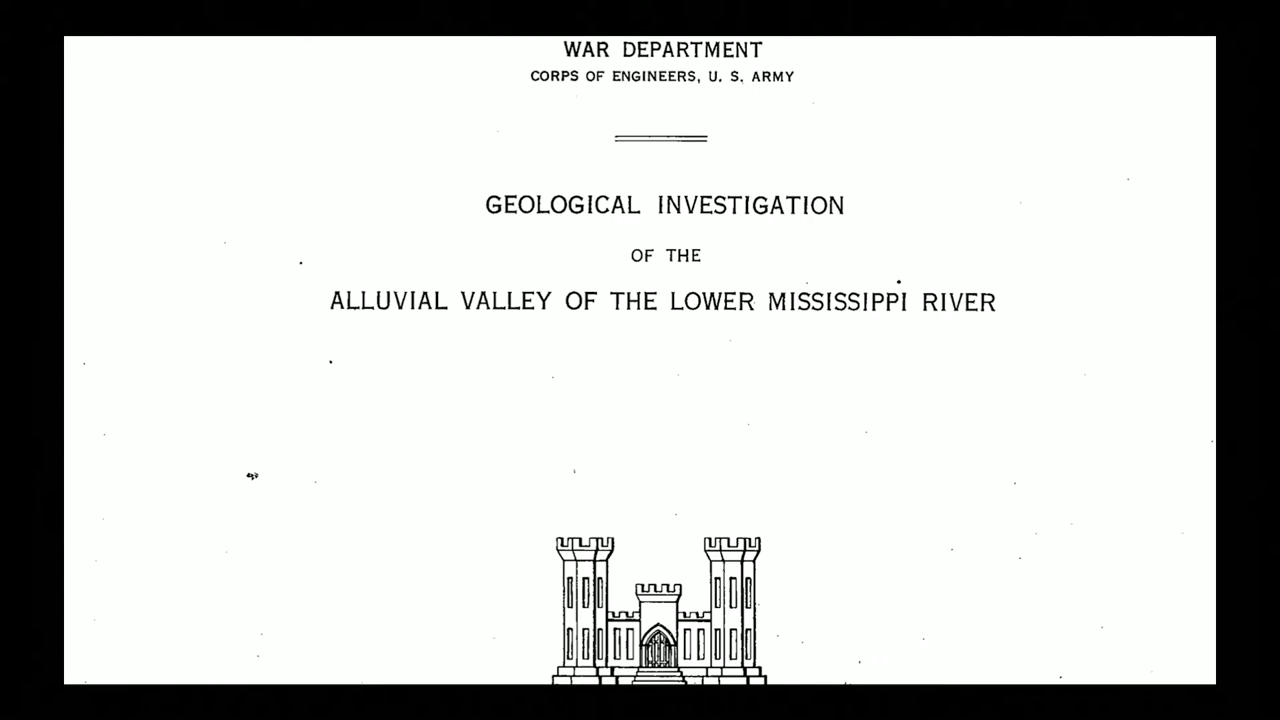 WAR DEPARTMENT
CORPS OF ENGINEERS, U. S. ARMY
GEOLOGICAL INVESTIGATION
OF THE
ALLUVIAL VALLEY OF THE LOWER MISSISSIPPI RIVER